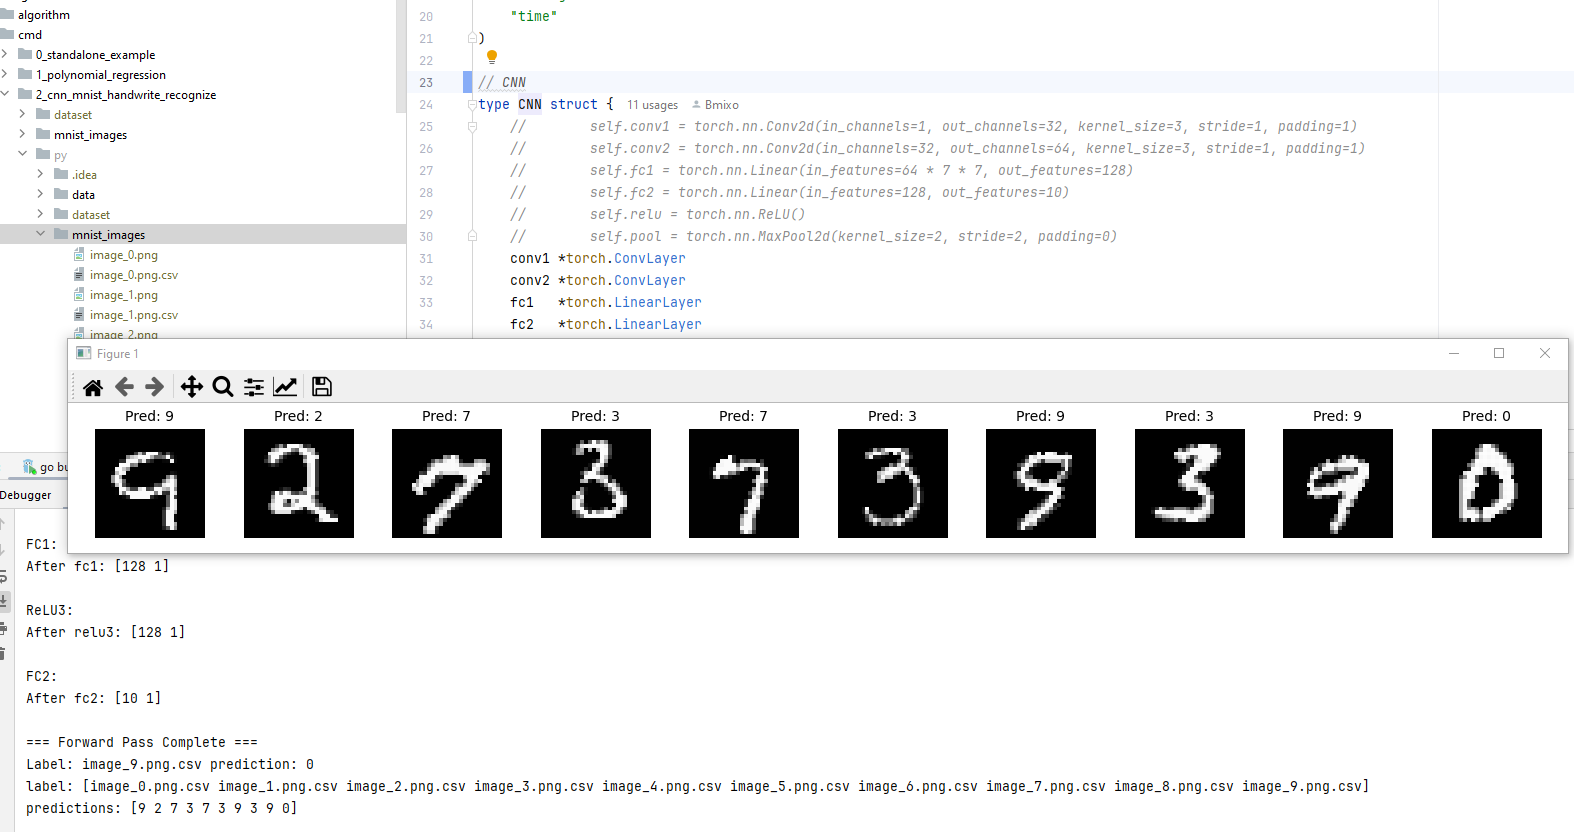 algorithm
cmd
0_standalone_example
1_polynomial_regression
2_cnn_mnist_handwrite_recognize
dataset
mnist_images
py
.idea
data
dataset
mnist_images
image_0.png
image_0.png.csv
image_1.png
image_1.png.csv
image_2.png
20 "time"
21 )
22
23 // CNN
24 type CNN struct { 11 usages Bmixo
25 // self.conv1 = torch.nn.Conv2d(in_channels=1, out_channels=32, kernel_size=3, stride=1, padding=1)
26 // self.conv2 = torch.nn.Conv2d(in_channels=32, out_channels=64, kernel_size=3, stride=1, padding=1)
27 // self.fc1 = torch.nn.Linear(in_features=64 * 7 * 7, out_features=128)
28 // self.fc2 = torch.nn.Linear(in_features=128, out_features=10)
29 // self.relu = torch.nn.ReLU()
30 // self.pool = torch.nn.MaxPool2d(kernel_size=2, stride=2, padding=0)
31 conv1 *torch.ConvLayer
32 conv2 *torch.ConvLayer
33 fc1 *torch.LinearLayer
34 fc2 *torch.LinearLayer
Figure 1
Pred: 9 Pred: 2 Pred: 7 Pred: 3 Pred: 7 Pred: 3 Pred: 9 Pred: 3 Pred: 9 Pred: 0
9 2 7 3 7 3 9 3 9 0
go bu
Debugger
FC1:
After fc1: [128 1]
ReLU3:
After relu3: [128 1]
FC2:
After fc2: [10 1]
=== Forward Pass Complete ===
Label: image_9.png.csv prediction: 0
label: [image_0.png.csv image_1.png.csv image_2.png.csv image_3.png.csv image_4.png.csv image_5.png.csv image_6.png.csv image_7.png.csv image_8.png.csv image_9.png.csv]
predictions: [9 2 7 3 7 3 9 3 9 0]